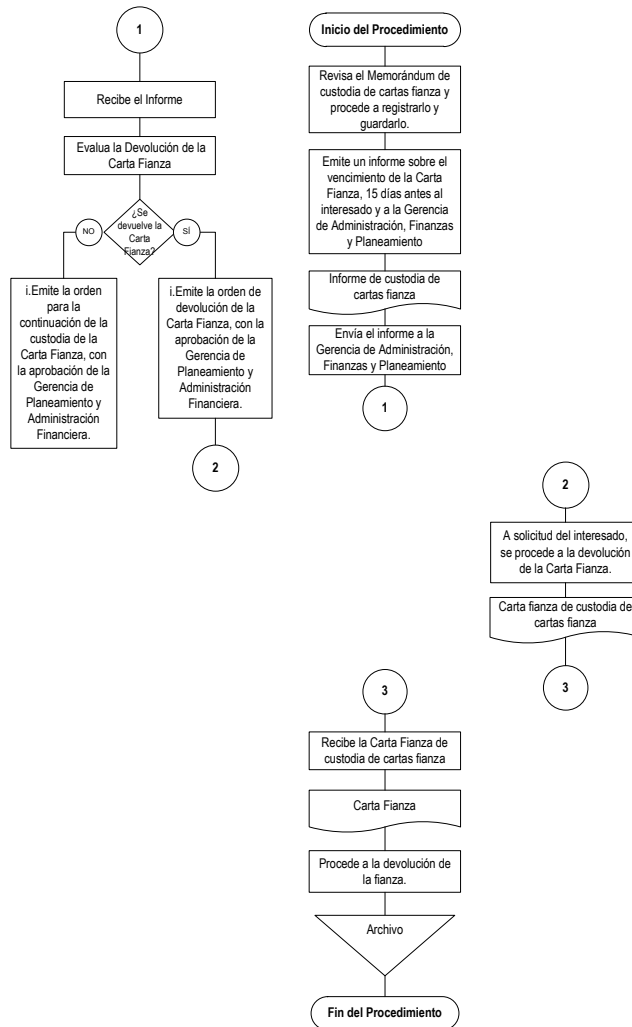 1
Recibe el Informe
Evalua la Devolución de la
Carta Fianza
¿Se
devuelve la
Carta
Fianza?
NO
SÍ
i.Emite la orden
para la
continuación de la
custodia de la
Carta Fianza, con
la aprobación de la
Gerencia de
Planeamiento y
Administración
Financiera.
i.Emite la orden de
devolución de la
Carta Fianza, con la
aprobación de la
Gerencia de
Planeamiento y
Administración
Financiera.
2
Inicio del Procedimiento
Revisa el Memorándum de
custodia de cartas fianza y
procede a registrarlo y
guardarlo.
Emite un informe sobre el
vencimiento de la Carta
Fianza, 15 días antes al
interesado y a la Gerencia
de Administración, Finanzas
y Planeamiento
Informe de custodia de
cartas fianza
Envía el informe a la
Gerencia de Administración,
Finanzas y Planeamiento
1
2
A solicitud del interesado,
se procede a la devolución
de la Carta Fianza.
Carta fianza de custodia de
cartas fianza
3
3
Recibe la Carta Fianza de
custodia de cartas fianza
Carta Fianza
Procede a la devolución de
la fianza.
Archivo
Fin del Procedimiento